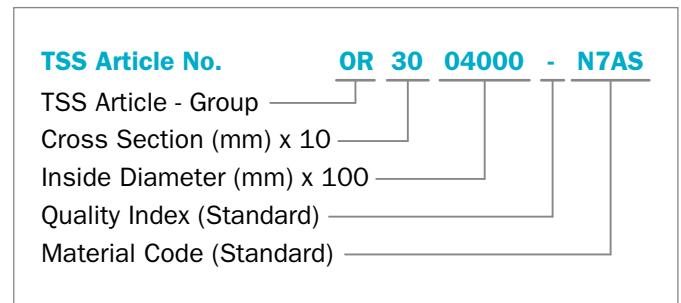 TSS Article No. OR 30 04000 - N7AS
TSS Article - Group
Cross Section (mm) x 10
Inside Diameter (mm) x 100
Quality Index (Standard)
Material Code (Standard)